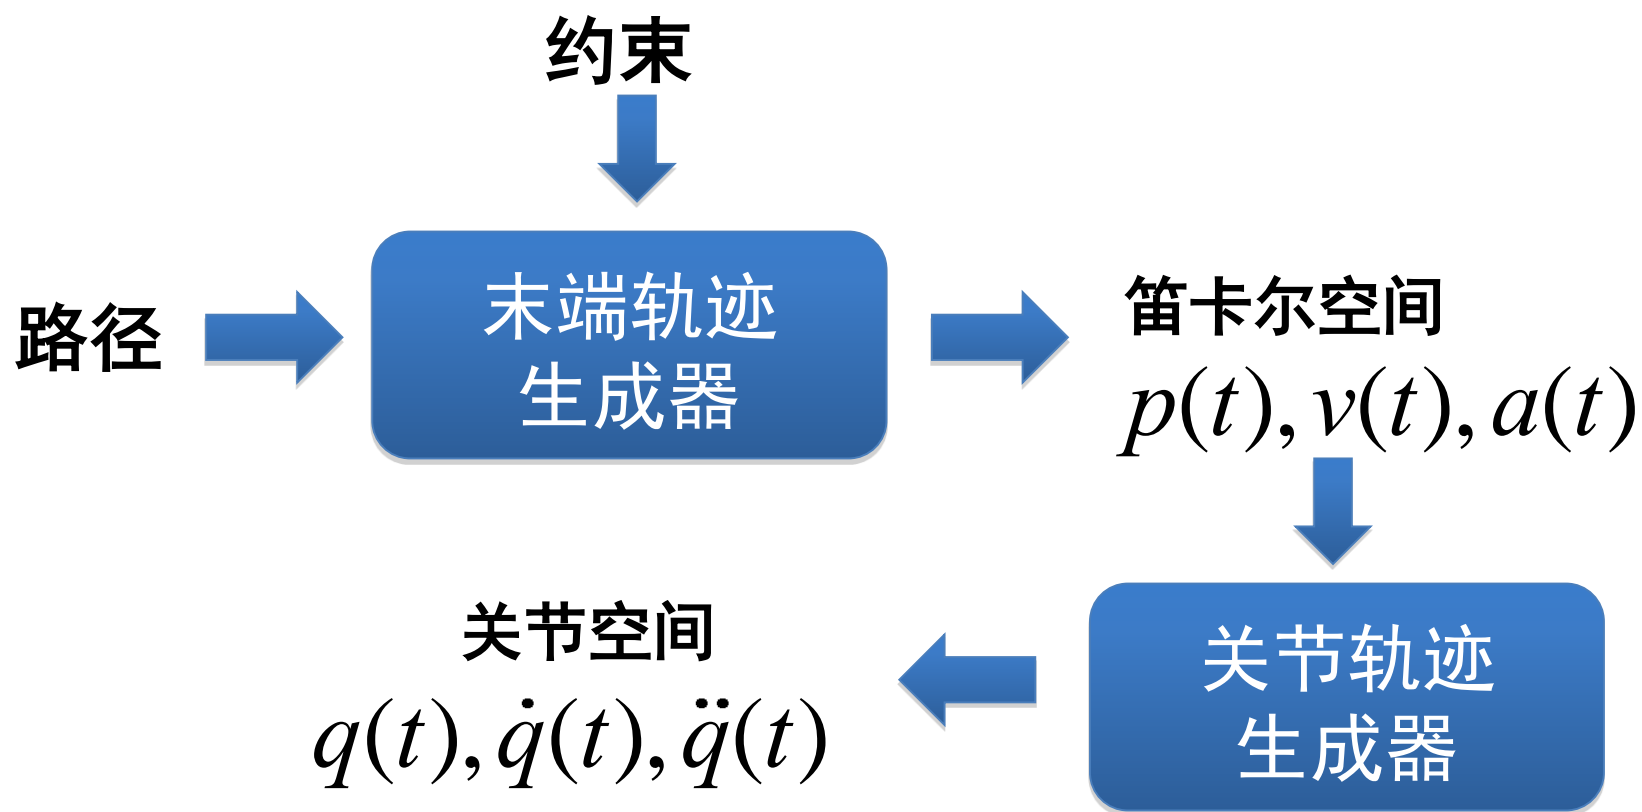 约束
路径
末端轨迹
生成器
笛卡尔空间
p(t), v(t), a(t)
关节轨迹
生成器
关节空间
q(t), q̇(t), q̈(t)